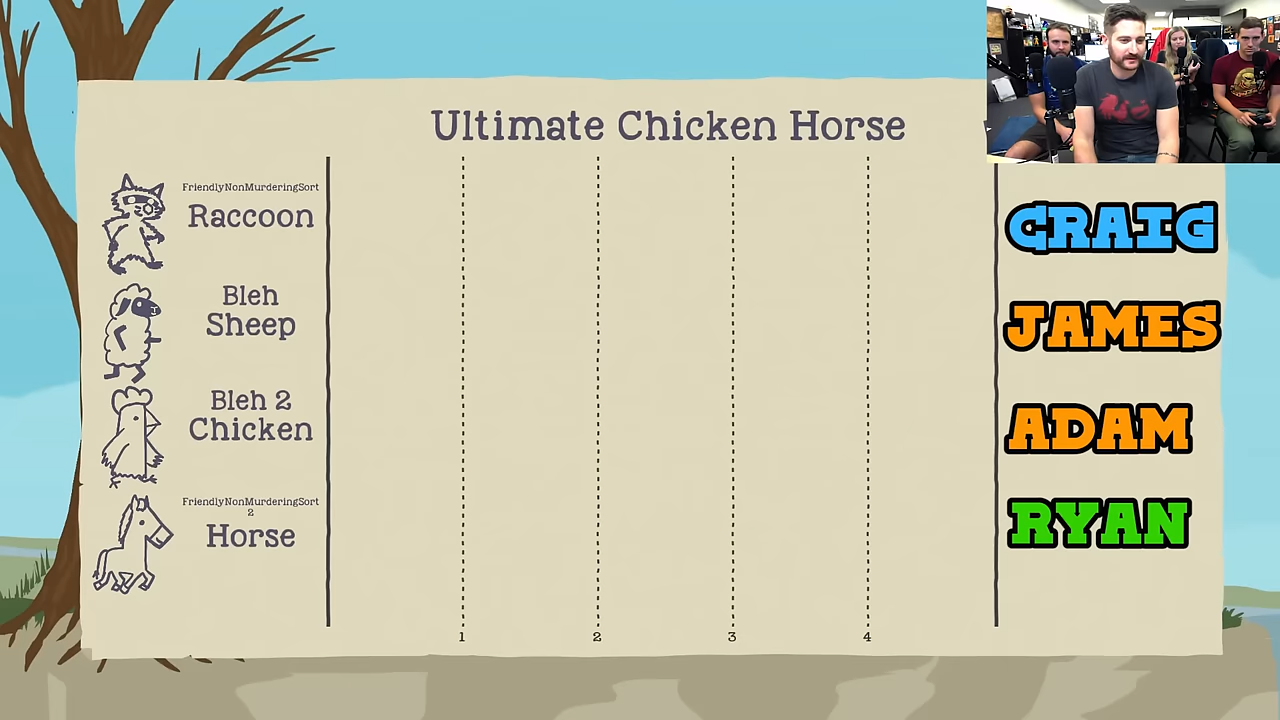 Ultimate Chicken Horse
FriendlyNonMurderingSort
Raccoon
CRAIG
Bleh
Sheep
JAMES
Bleh 2
Chicken
ADAM
FriendlyNonMurderingSort
2
Horse
RYAN
1 2 3 4